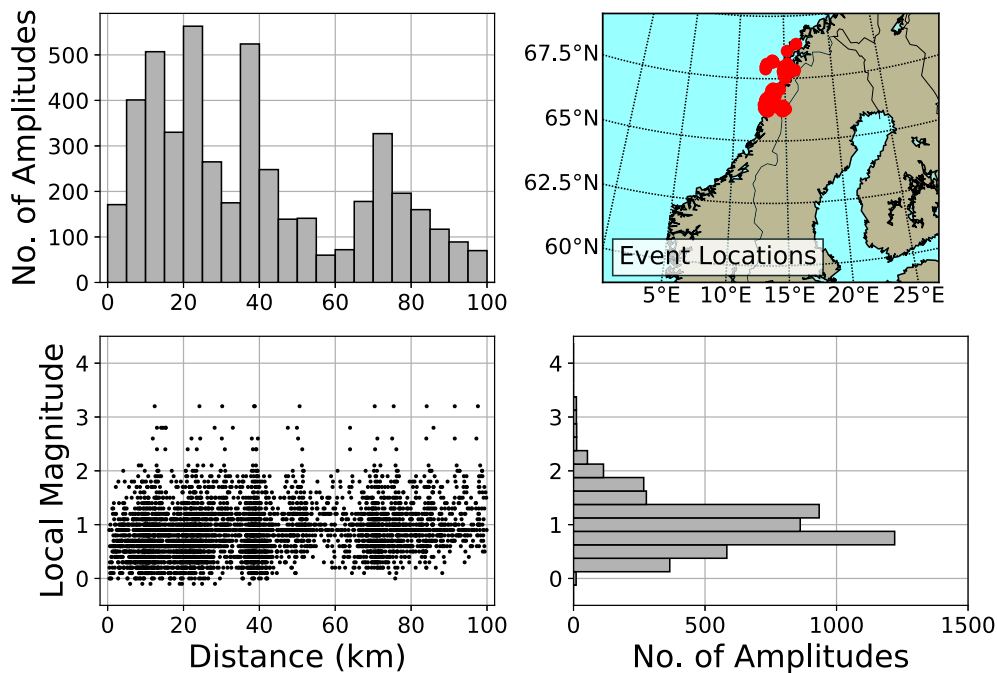 No. of Amplitudes
500
400
300
200
100
0
0 20 40 60 80 100
67.5°N
65°N
62.5°N
60°N
Event Locations
5°E 10°E 15°E 20°E 25°E
Local Magnitude
4
3
2
1
0
0 20 40 60 80 100
Distance (km)
4
3
2
1
0
0 500 1000 1500
No. of Amplitudes